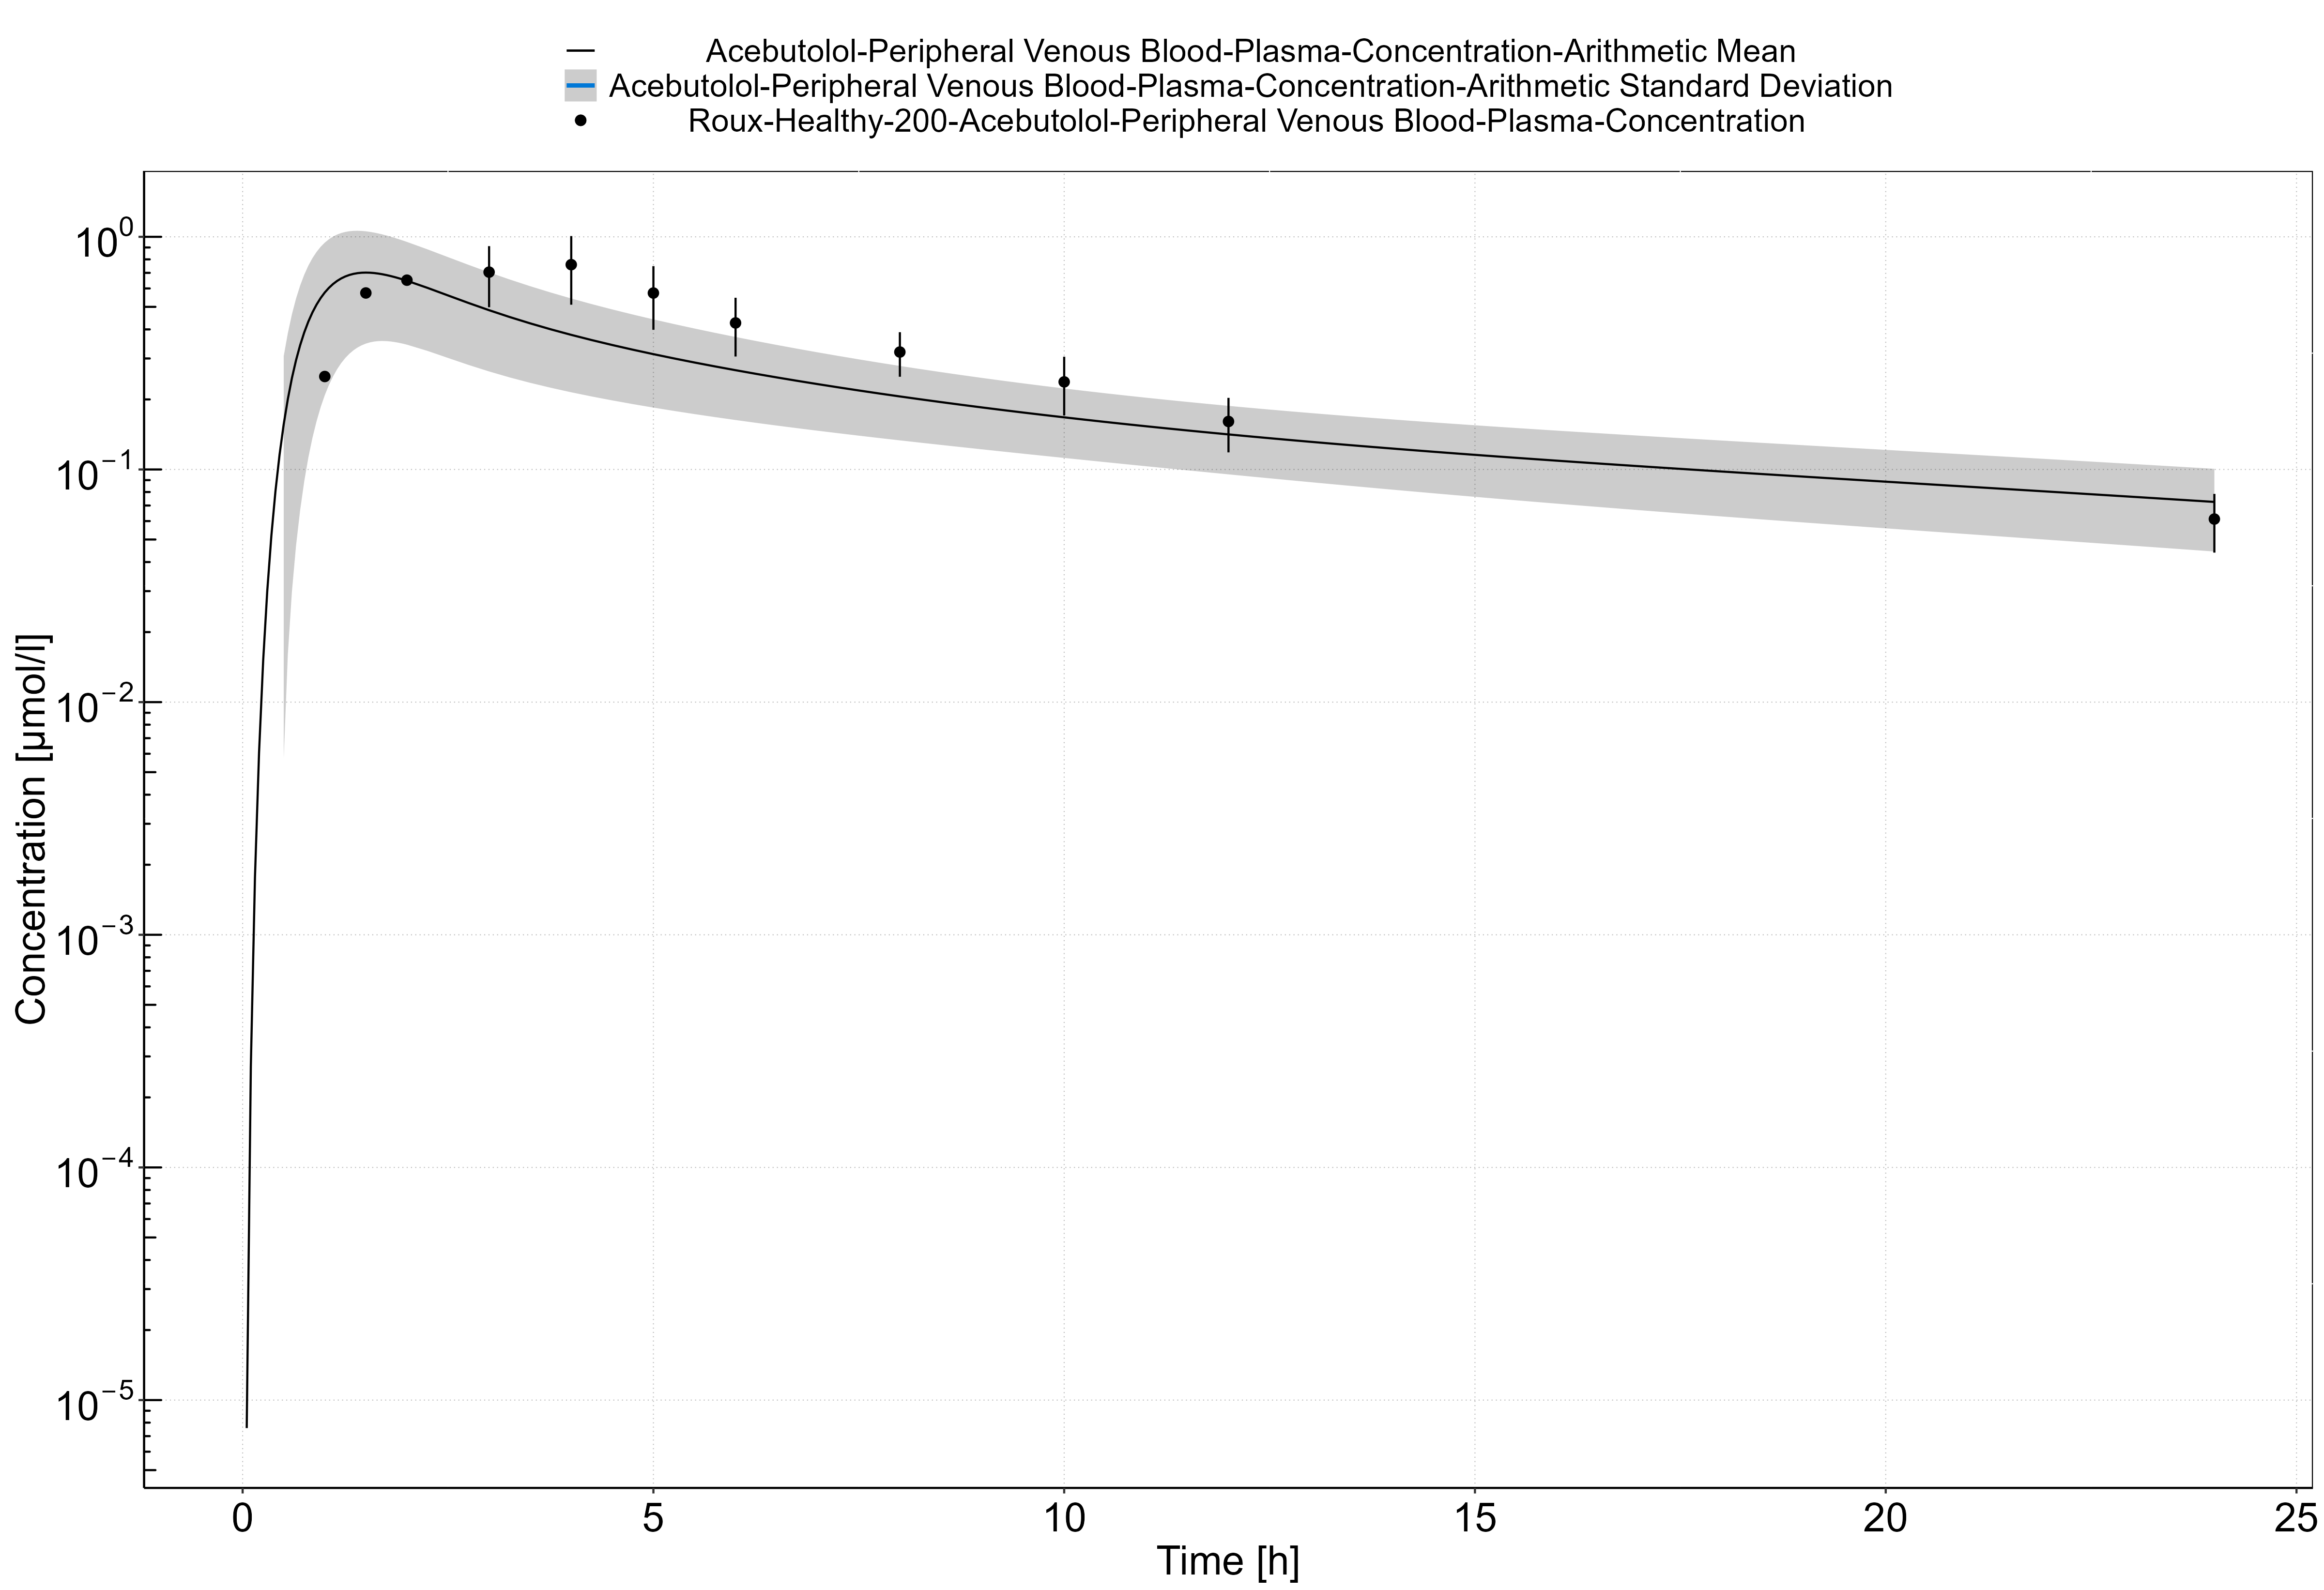 Acebutolol-Peripheral Venous Blood-Plasma-Concentration-Arithmetic Mean
Acebutolol-Peripheral Venous Blood-Plasma-Concentration-Arithmetic Standard Deviation
Roux-Healthy-200-Acebutolol-Peripheral Venous Blood-Plasma-Concentration
Concentration [µmol/l]
10⁰
10⁻¹
10⁻²
10⁻³
10⁻⁴
10⁻⁵
0 5 10 15 20 25
Time [h]